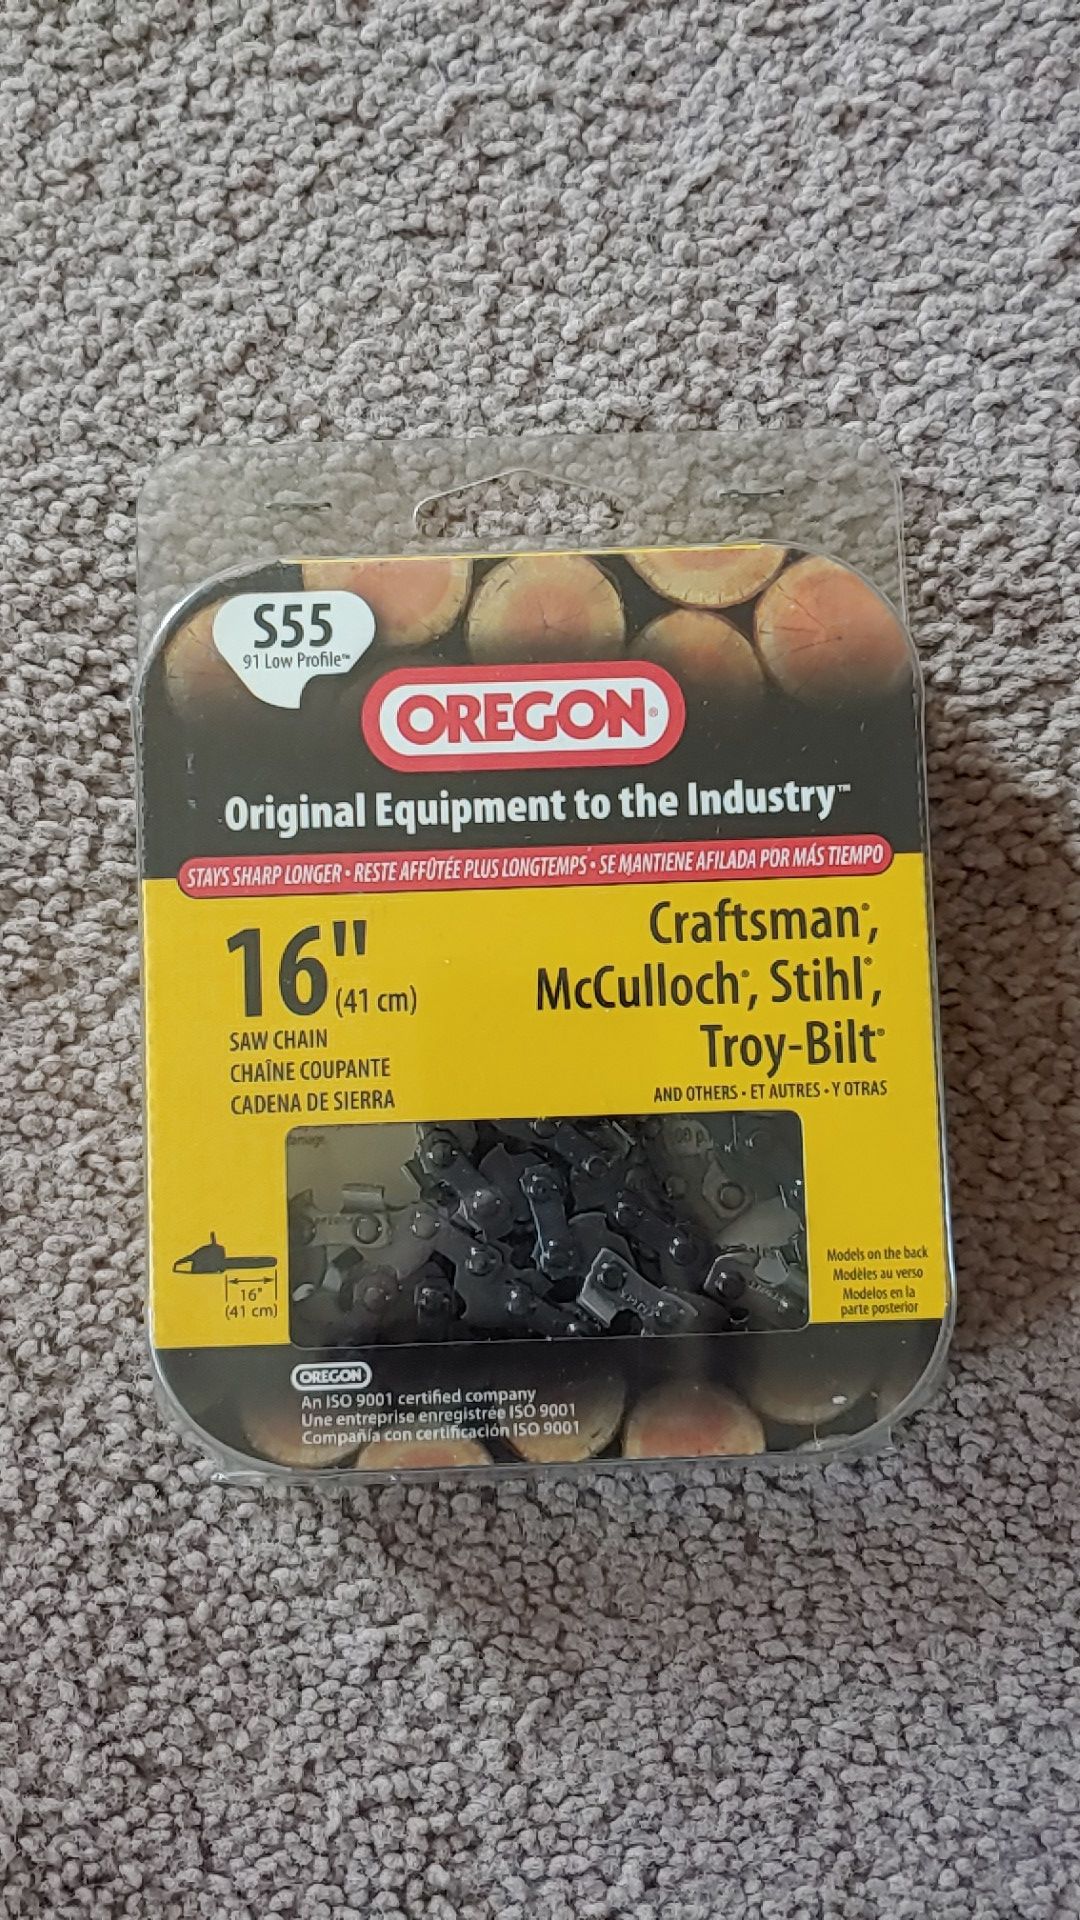 S55
91 Low Profile™
OREGON®
Original Equipment to the Industry™
STAYS SHARP LONGER • RESTE AFFÛTÉE PLUS LONGTEMPS • SE MANTIENE AFILADA POR MÁS TIEMPO
16"
(41 cm)
SAW CHAIN
CHAÎNE COUPANTE
CADENA DE SIERRA
Craftsman®,
McCulloch®, Stihl®,
Troy-Bilt®
AND OTHERS • ET AUTRES • Y OTRAS
damage.
16"
(41 cm)
Models on the back
Modèles au verso
Modelos en la
parte posterior
OREGON
An ISO 9001 certified company
Une entreprise enregistrée ISO 9001
Compañía con certificación ISO 9001